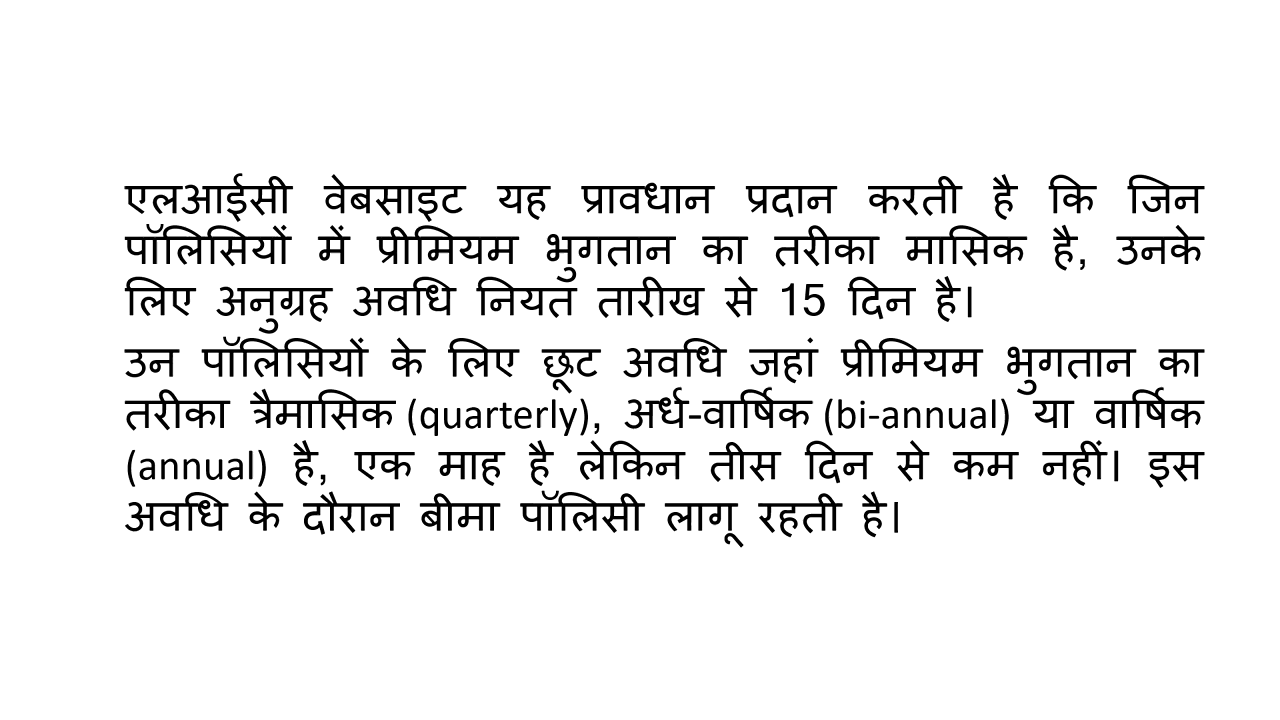 एलआईसी वेबसाइट यह प्रावधान प्रदान करती है कि जिन
पॉलिसियों में प्रीमियम भुगतान का तरीका मासिक है, उनके
लिए अनुग्रह अवधि नियत तारीख से 15 दिन है।
उन पॉलिसियों के लिए छूट अवधि जहां प्रीमियम भुगतान का
तरीका त्रैमासिक (quarterly), अर्ध-वार्षिक (bi-annual) या वार्षिक
(annual) है, एक माह है लेकिन तीस दिन से कम नहीं। इस
अवधि के दौरान बीमा पॉलिसी लागू रहती है।